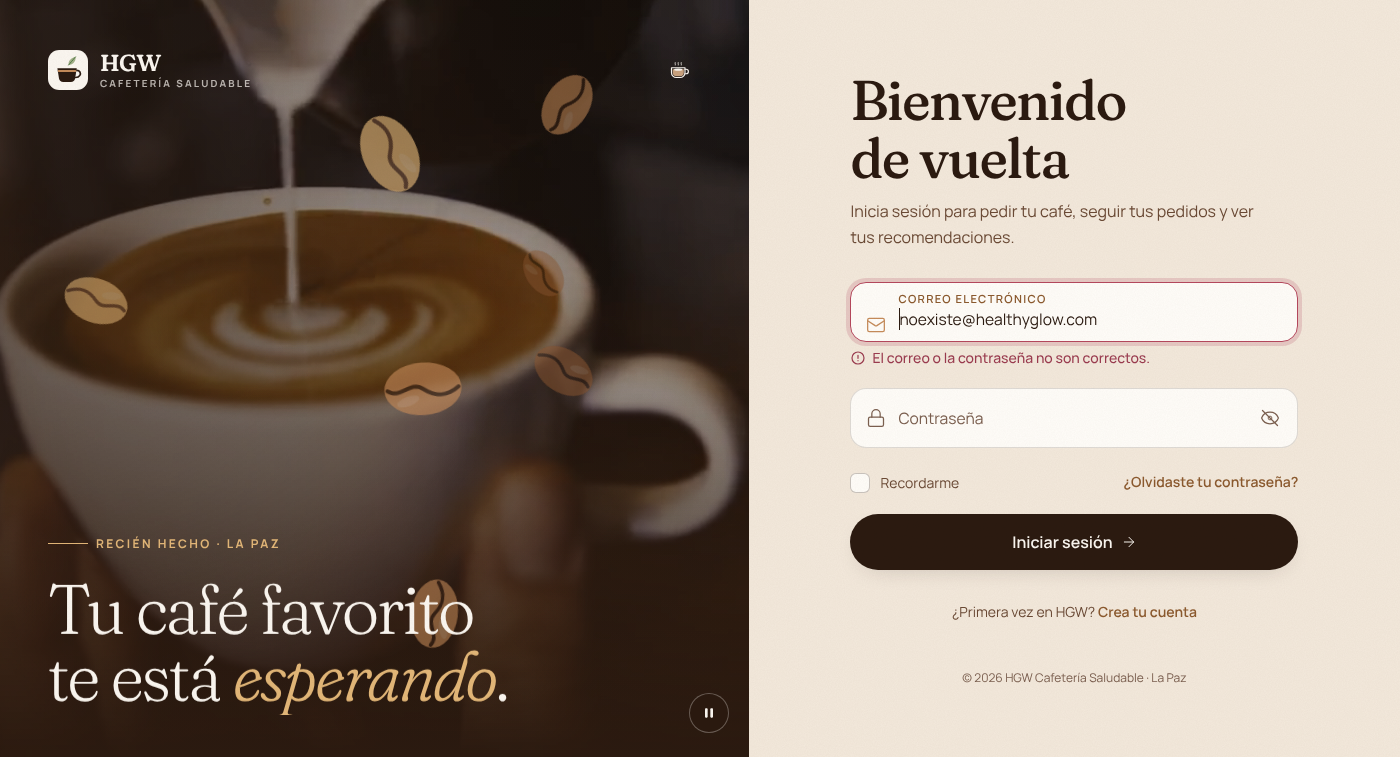 HGW
CAFETERÍA SALUDABLE
RECIÉN HECHO · LA PAZ
Tu café favorito
te está esperando.
Bienvenido
de vuelta
Inicia sesión para pedir tu café, seguir tus pedidos y ver
tus recomendaciones.
CORREO ELECTRÓNICO
noexiste@healthyglow.com
El correo o la contraseña no son correctos.
Contraseña
Recordarme
¿Olvidaste tu contraseña?
Iniciar sesión →
¿Primera vez en HGW? Crea tu cuenta
© 2026 HGW Cafetería Saludable · La Paz